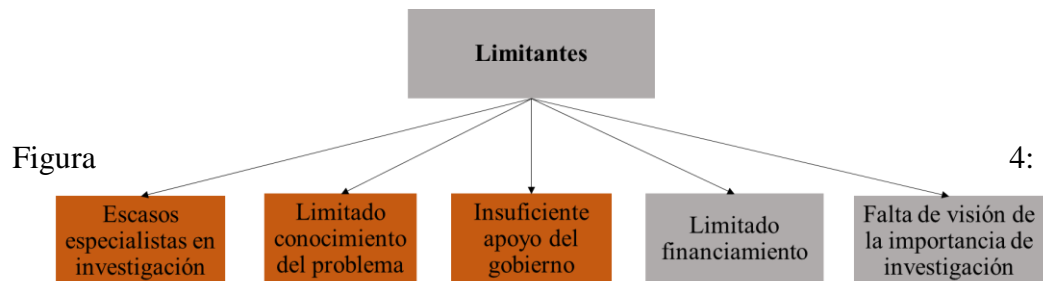 Limitantes
Figura 4:
Escasos
especialistas en
investigación
Limitado
conocimiento
del problema
Insuficiente
apoyo del
gobierno
Limitado
financiamiento
Falta de visión de
la importancia de
investigación